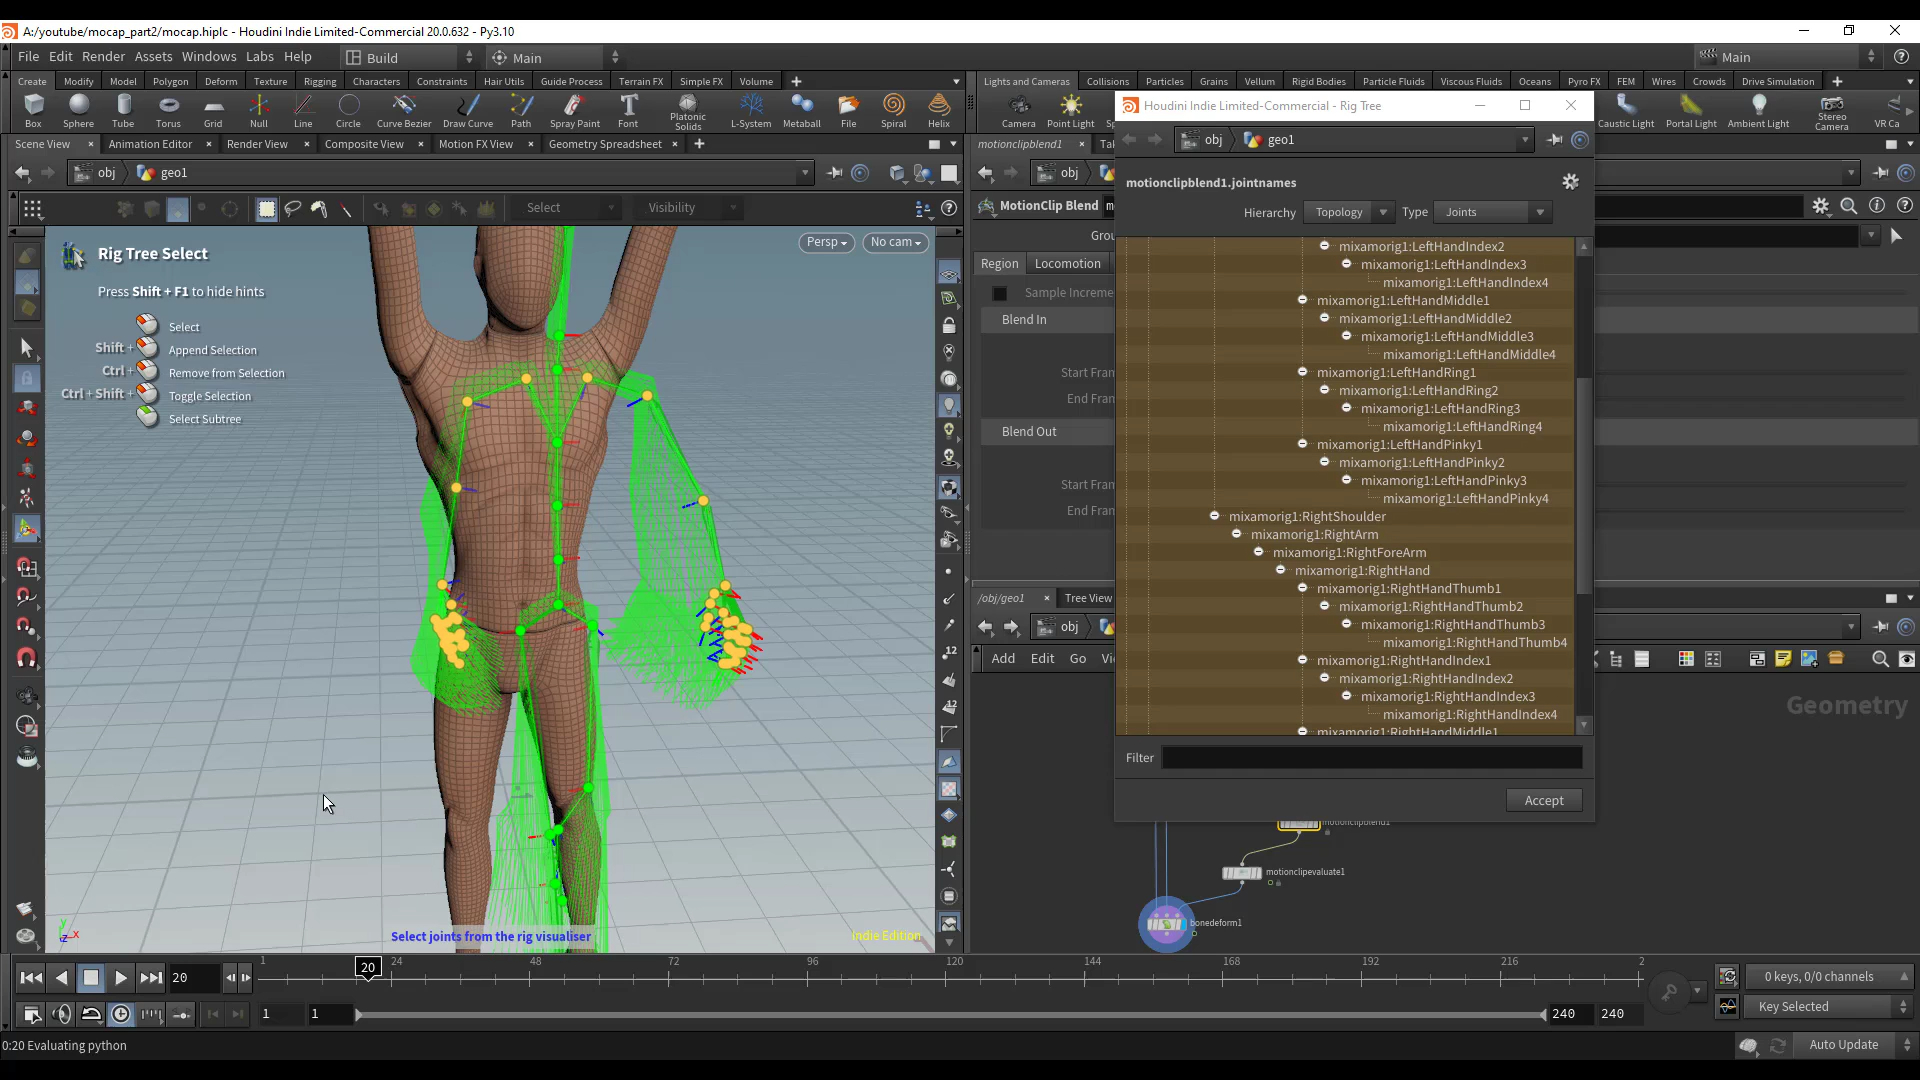 A:/youtube/mocap_part2/mocap.hiplc - Houdini Indie Limited-Commercial 20.0.632 - Py3.10
File Edit Render Assets Windows Labs Help Build Main Main
Create Modify Model Polygon Deform Texture Rigging Characters Constraints Hair Utils Guide Process Terrain FX Simple FX Volume
Lights and Cameras Collisions Particles Grains Vellum Rigid Bodies Particle Fluids Viscous Fluids Oceans Pyro FX FEM Wires Crowds Drive Simulation
Box Sphere Tube Torus Grid Null Line Circle Curve Bezier Draw Curve Path Spray Paint Font Platonic Solids L-System Metaball File Spiral Helix
Camera Point Light Caustic Light Portal Light Ambient Light Stereo Camera VR Ca
Scene View Animation Editor Render View Composite View Motion FX View Geometry Spreadsheet
motionclipblend1
obj geo1
obj
Select Visibility
MotionClip Blend
Region Locomotion
Sample Increme
Blend In
Start Fram
End Fram
Blend Out
Start Fram
End Fram
Rig Tree Select
Press Shift + F1 to hide hints
Select
Shift + Append Selection
Ctrl + Remove from Selection
Ctrl + Shift + Toggle Selection
Select Subtree
Persp No cam
Select joints from the rig visualiser
Indie Edition
Houdini Indie Limited-Commercial - Rig Tree
obj geo1
motionclipblend1.jointnames
Hierarchy Topology Type Joints
mixamorig1:LeftHandIndex2
mixamorig1:LeftHandIndex3
mixamorig1:LeftHandIndex4
mixamorig1:LeftHandMiddle1
mixamorig1:LeftHandMiddle2
mixamorig1:LeftHandMiddle3
mixamorig1:LeftHandMiddle4
mixamorig1:LeftHandRing1
mixamorig1:LeftHandRing2
mixamorig1:LeftHandRing3
mixamorig1:LeftHandRing4
mixamorig1:LeftHandPinky1
mixamorig1:LeftHandPinky2
mixamorig1:LeftHandPinky3
mixamorig1:LeftHandPinky4
mixamorig1:RightShoulder
mixamorig1:RightArm
mixamorig1:RightForeArm
mixamorig1:RightHand
mixamorig1:RightHandThumb1
mixamorig1:RightHandThumb2
mixamorig1:RightHandThumb3
mixamorig1:RightHandThumb4
mixamorig1:RightHandIndex1
mixamorig1:RightHandIndex2
mixamorig1:RightHandIndex3
mixamorig1:RightHandIndex4
mixamorig1:RightHandMiddle1
Filter
Accept
/obj/geo1 Tree View
obj
Add Edit Go
Geometry
motionclipblend1
motionclipevaluate1
bonedeform1
20
1 20 24 48 72 96 120 144 168 192 216 2
1 1 240 240
0 keys, 0/0 channels
Key Selected
0:20 Evaluating python
Auto Update